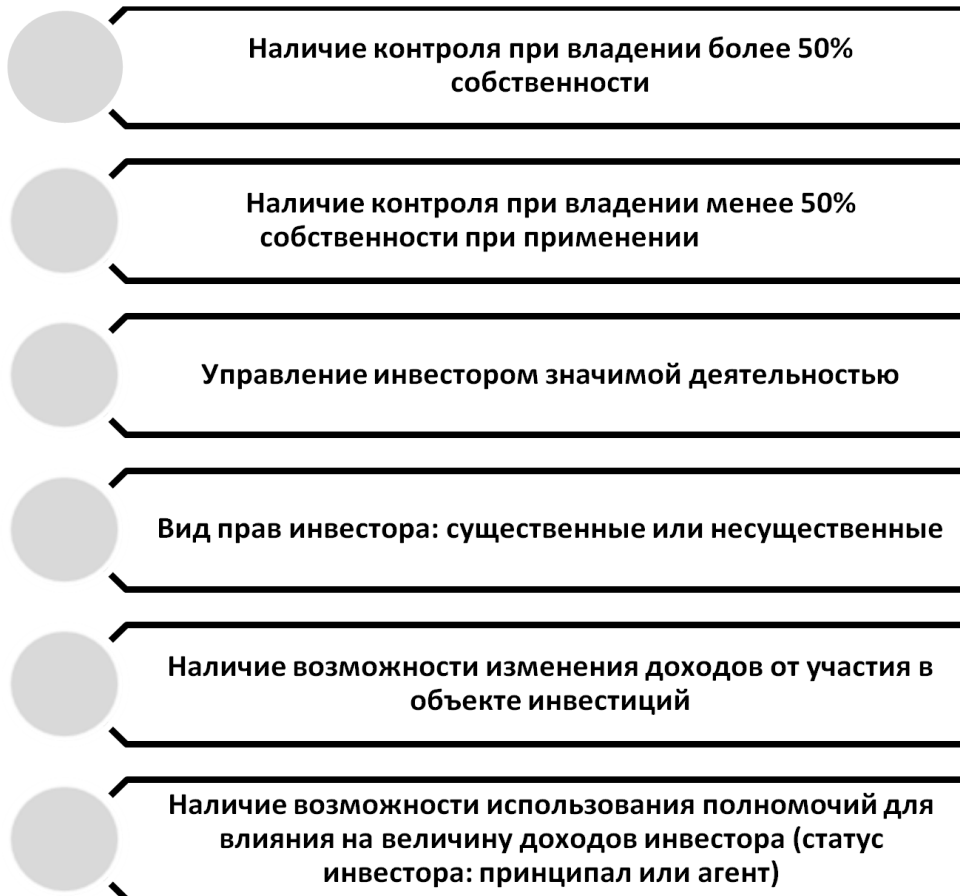 Наличие контроля при владении более 50%
собственности
Наличие контроля при владении менее 50%
собственности при применении
Управление инвестором значимой деятельностью
Вид прав инвестора: существенные или несущественные
Наличие возможности изменения доходов от участия в
объекте инвестиций
Наличие возможности использования полномочий для
влияния на величину доходов инвестора (статус
инвестора: принципал или агент)